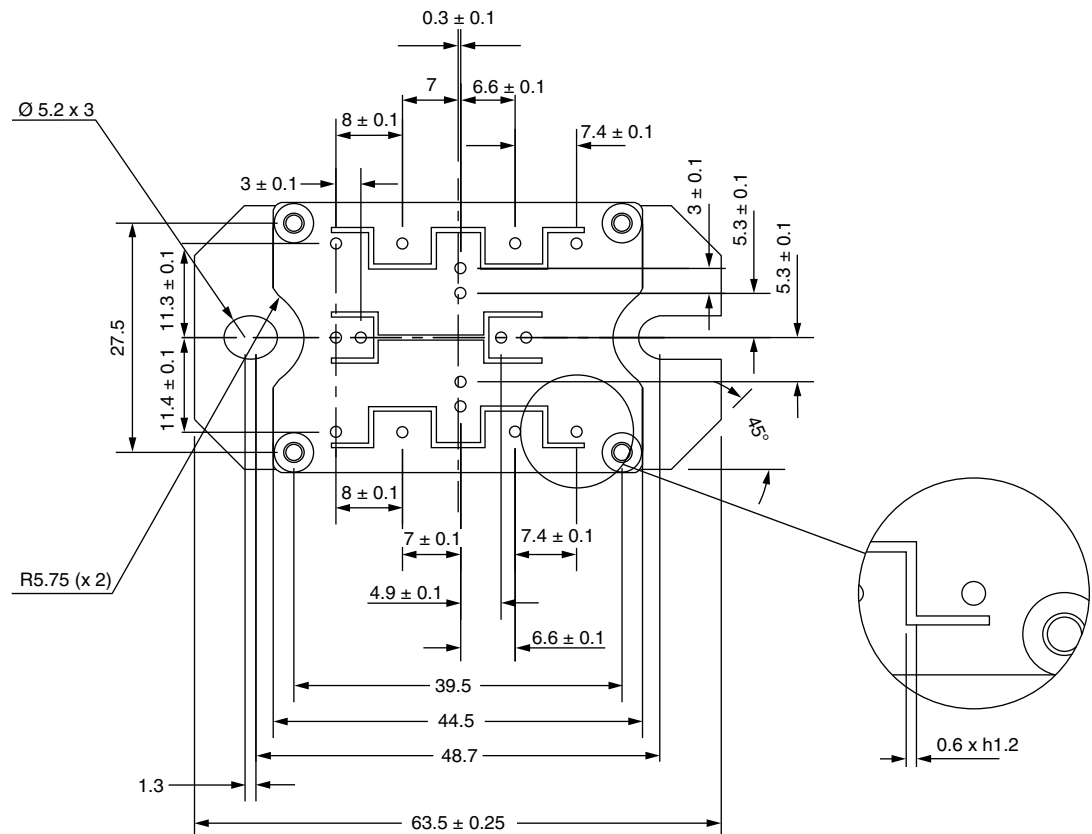 0.3 ± 0.1
7
6.6 ± 0.1
Ø 5.2 x 3
8 ± 0.1
7.4 ± 0.1
3 ± 0.1
3 ± 0.1
5.3 ± 0.1
5.3 ± 0.1
11.3 ± 0.1
27.5
11.4 ± 0.1
45°
8 ± 0.1
7 ± 0.1
7.4 ± 0.1
R5.75 (x 2)
4.9 ± 0.1
6.6 ± 0.1
39.5
44.5
0.6 x h1.2
48.7
1.3
63.5 ± 0.25